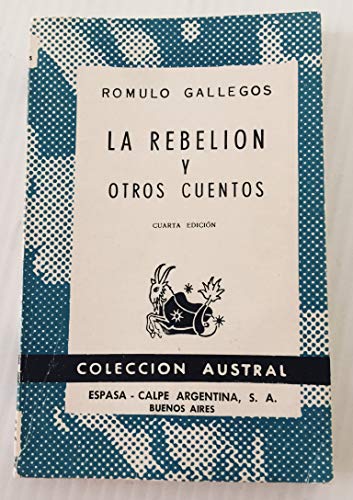 ROMULO GALLEGOS
LA REBELION
Y
OTROS CUENTOS
CUARTA EDICIÓN
COLECCION AUSTRAL
ESPASA - CALPE ARGENTINA, S. A.
BUENOS AIRES